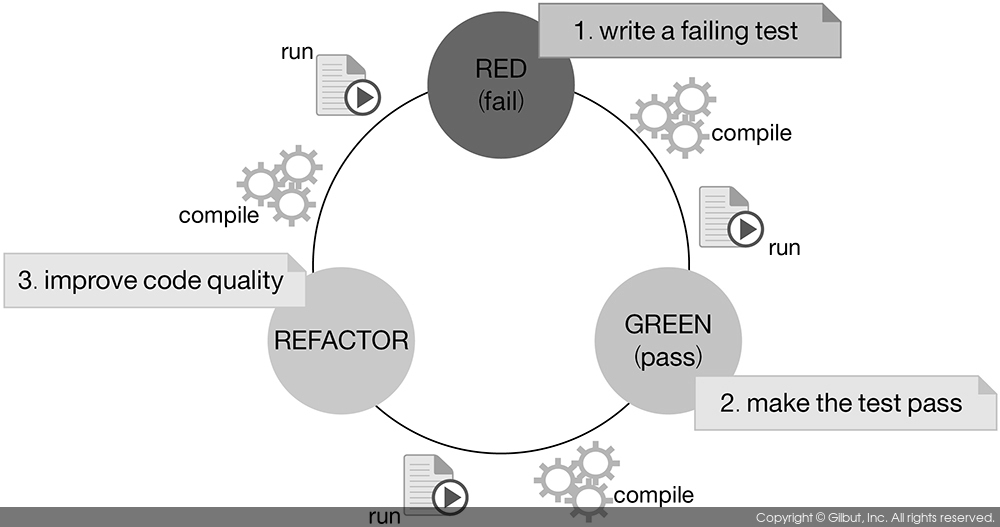 run
RED
(fail)
1. write a failing test
compile
compile
run
3. improve code quality
REFACTOR
GREEN
(pass)
2. make the test pass
run
compile
Copyright © Gilbut, Inc. All rights reserved.